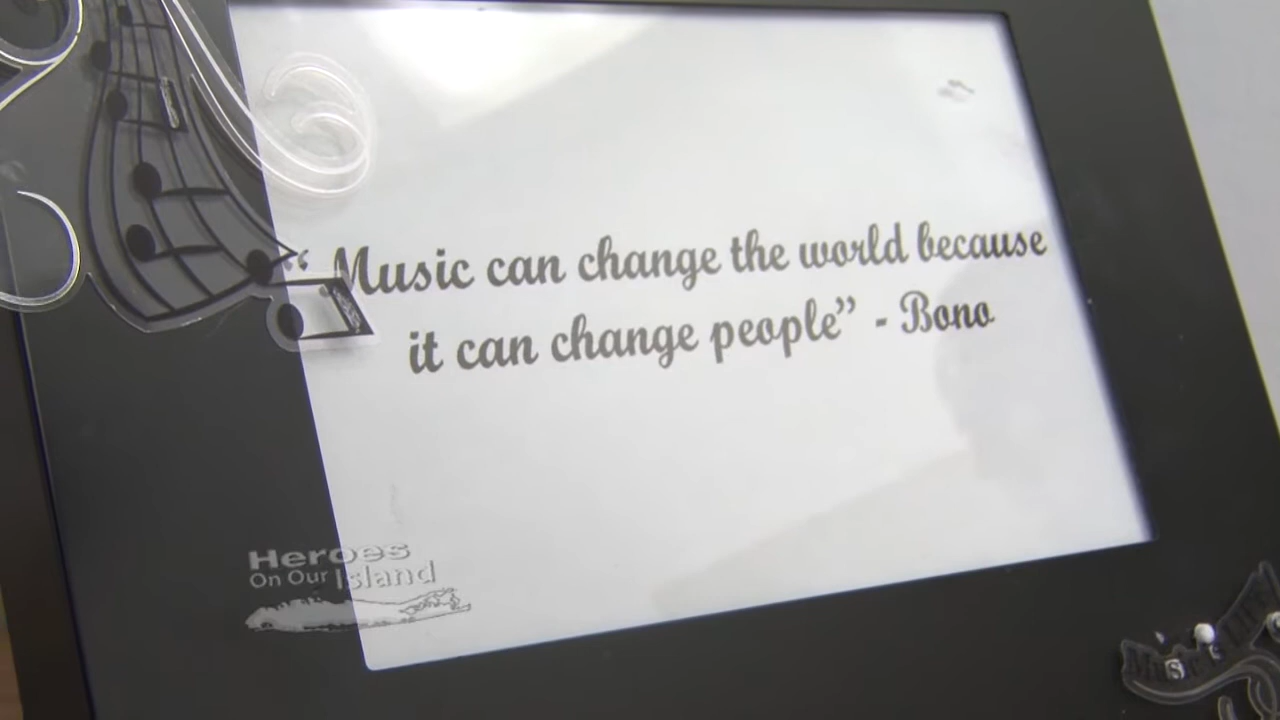 “ Music can change the world because
it can change people” - Bono
Heroes
On Our Island